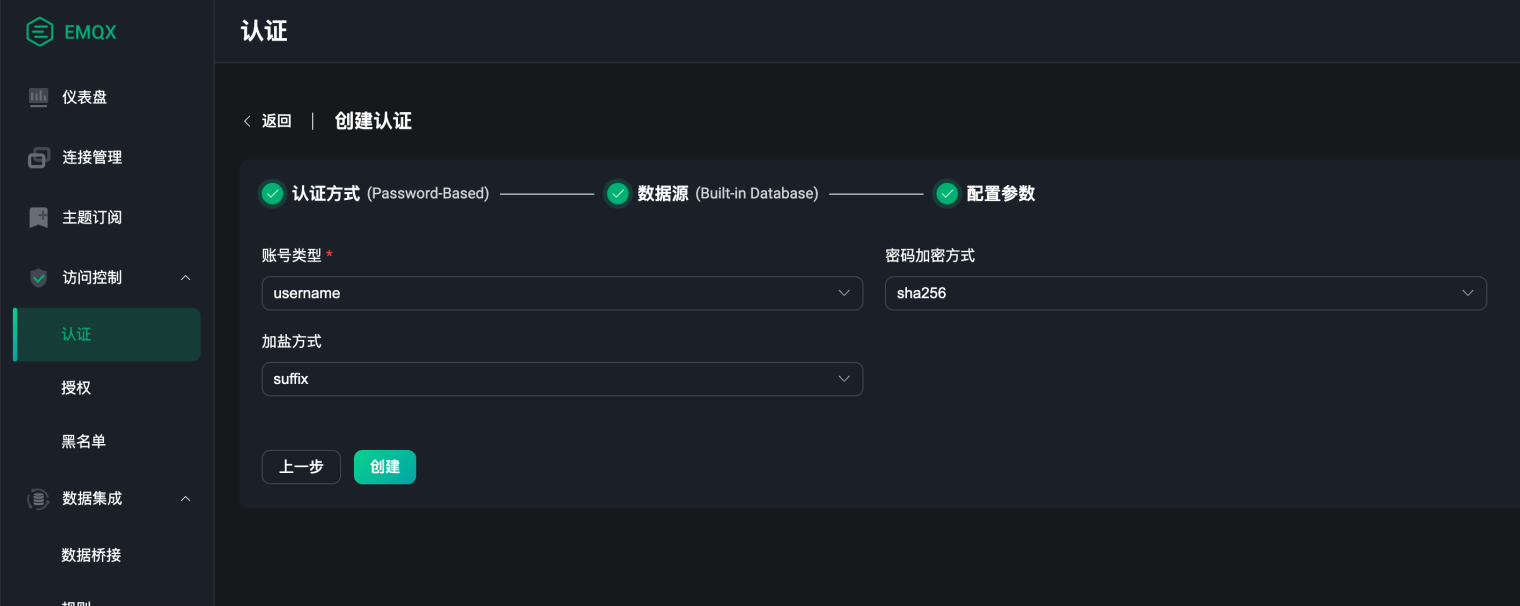 EMQX
认证
仪表盘
连接管理
主题订阅
访问控制
认证
授权
黑名单
数据集成
数据桥接
返回 | 创建认证
认证方式 (Password-Based) 数据源 (Built-in Database) 配置参数
账号类型 * 密码加密方式
username sha256
加盐方式
suffix
上一步 创建